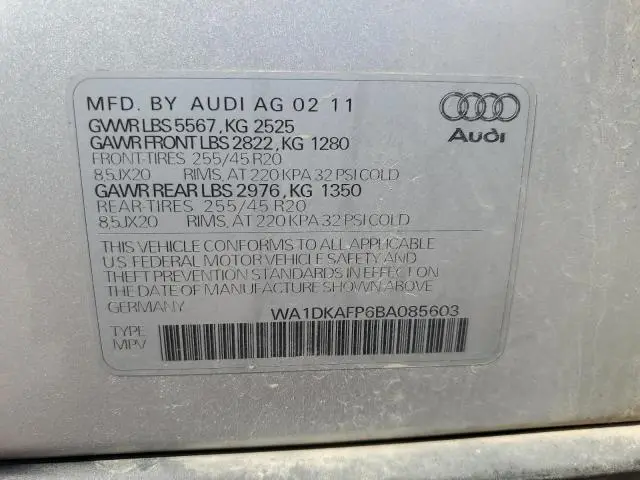 MFD. BY AUDI AG 02 11
GVWR LBS 5567, KG 2525
GAWR FRONT LBS 2822, KG 1280
FRONT-TIRES 255/45 R20
8,5JX20 RIMS, AT 220 KPA 32 PSI COLD
GAWR REAR LBS 2976, KG 1350
REAR-TIRES 255/45 R20
8,5JX20 RIMS, AT 220 KPA 32 PSI COLD
Audi
THIS VEHICLE CONFORMS TO ALL APPLICABLE
U.S. FEDERAL MOTOR VEHICLE SAFETY AND
THEFT PREVENTION STANDARDS IN EFFECT ON
THE DATE OF MANUFACTURE SHOWN ABOVE
GERMANY WA1DKAFP6BA085603
TYPE
MPV